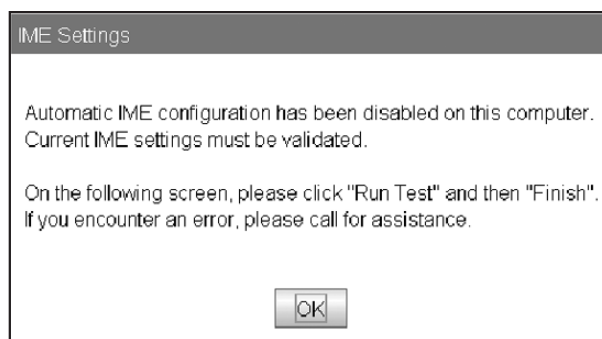 IME Settings
Automatic IME configuration has been disabled on this computer.
Current IME settings must be validated.
On the following screen, please click "Run Test" and then "Finish".
If you encounter an error, please call for assistance.
OK